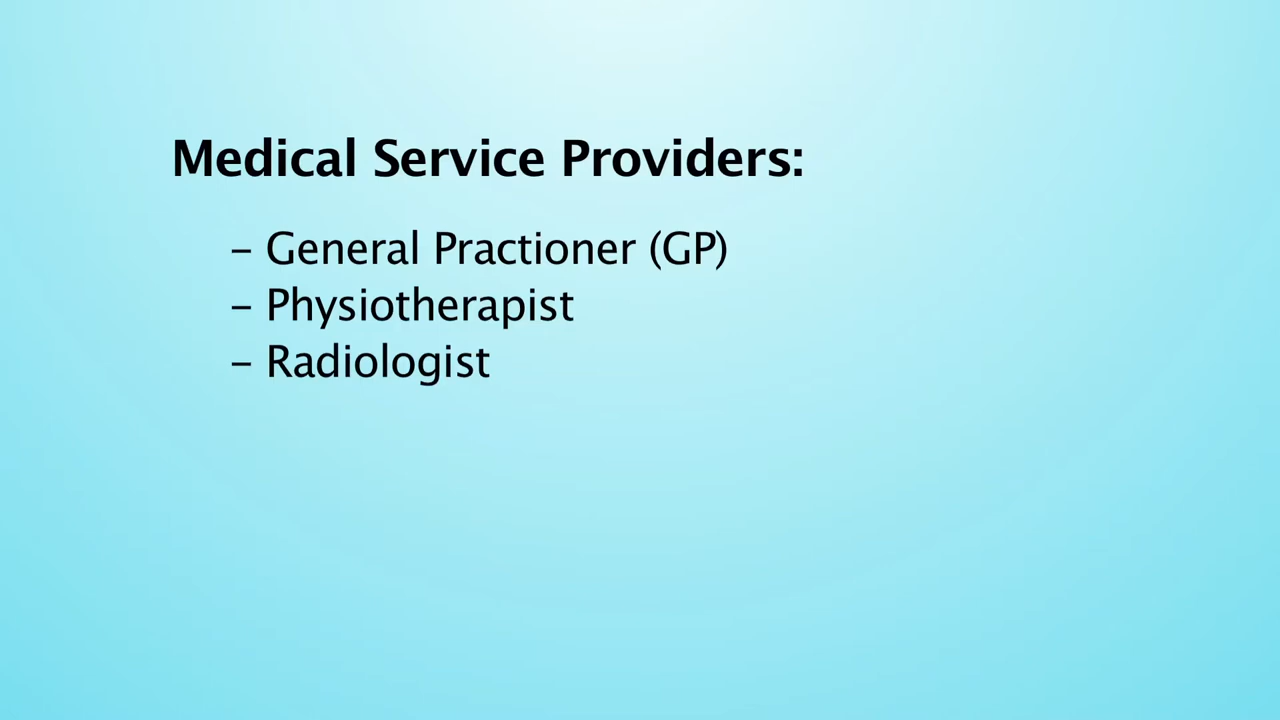 Medical Service Providers:
– General Practioner (GP)
– Physiotherapist
– Radiologist